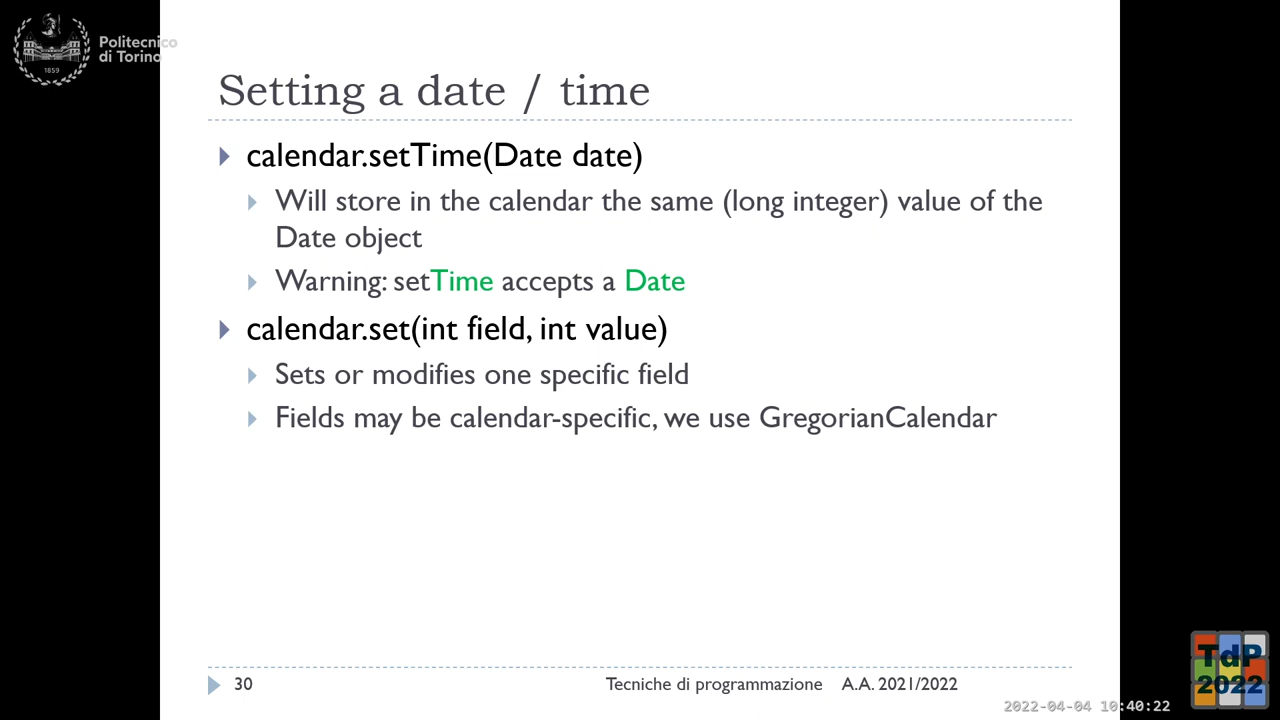 Politecnico
di Torino
1859
Setting a date / time
calendar.setTime(Date date)
Will store in the calendar the same (long integer) value of the
Date object
Warning: setTime accepts a Date
calendar.set(int field, int value)
Sets or modifies one specific field
Fields may be calendar-specific, we use GregorianCalendar
30
Tecniche di programmazione A.A. 2021/2022
TdP
2022
2022-04-04 10:40:22